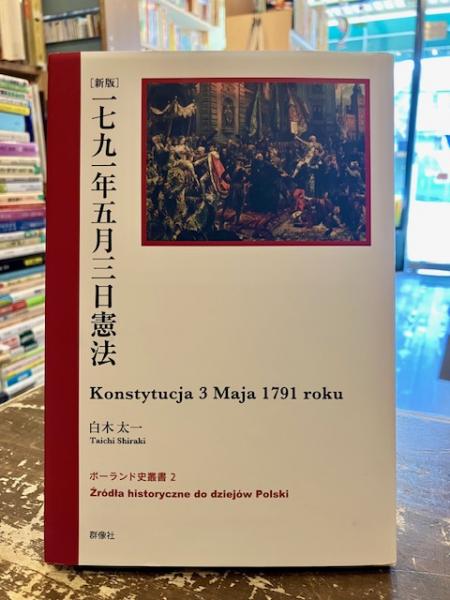 [新版]
一七九一年五月三日憲法
Konstytucja 3 Maja 1791 roku
白木 太一
Taichi Shiraki
ポーランド史叢書 2
Źródła historyczne do dziejów Polski
群像社